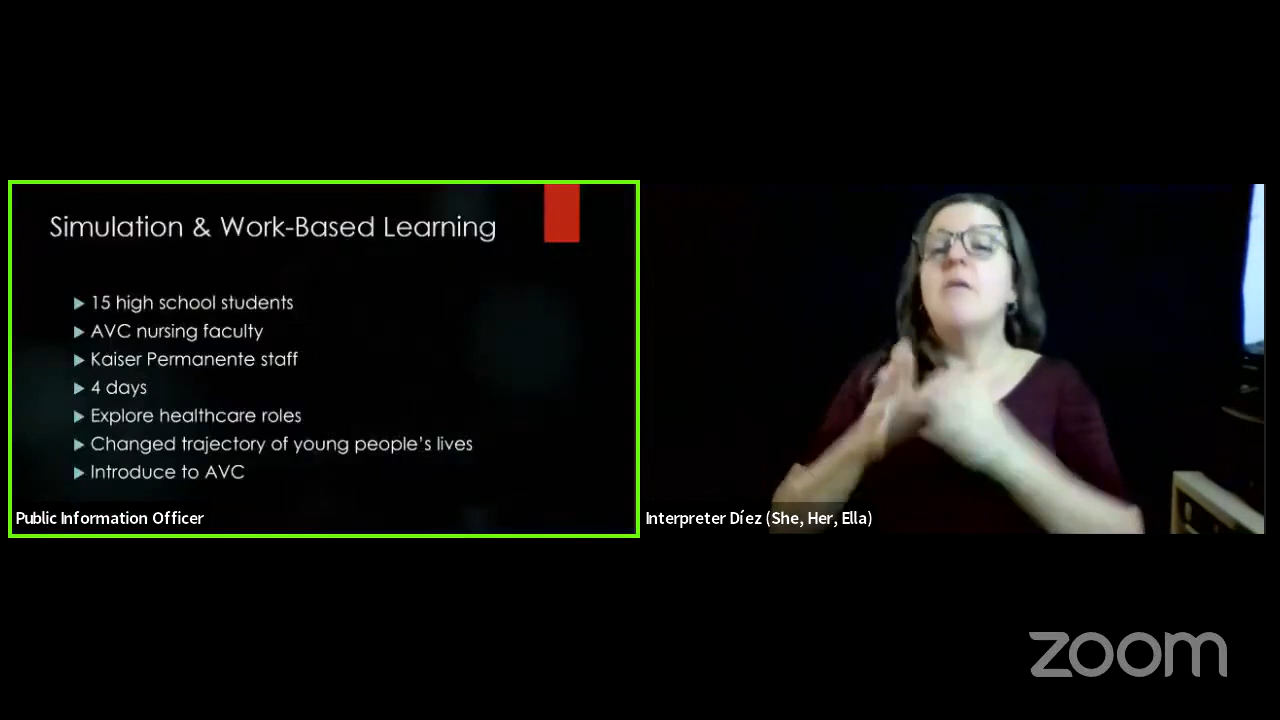 Simulation & Work-Based Learning
15 high school students
AVC nursing faculty
Kaiser Permanente staff
4 days
Explore healthcare roles
Changed trajectory of young people's lives
Introduce to AVC
Public Information Officer
Interpreter Díez (She, Her, Ella)
zoom